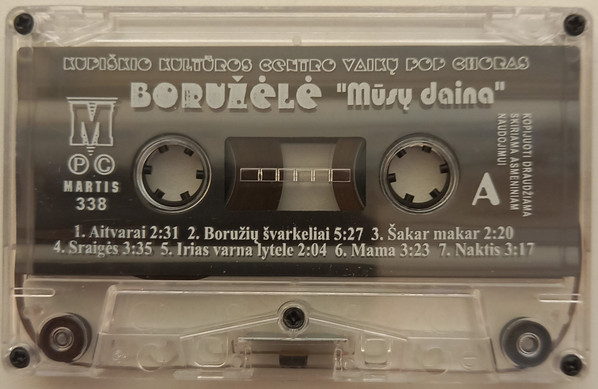 KUPIŠKIO KULTŪROS CENTRO VAIKŲ POP CHORAS
BORUŽĖLĖ "Mūsų daina"
M
P C
MARTIS
338
A
KOPIJUOTI DRAUDŽIAMA
SKIRIAMA ASMENINIAM
NAUDOJIMUI
1. Aitvarai 2:31 2. Boružių švarkeliai 5:27 3. Šakar makar 2:20
4. Sraigės 3:35 5. Irias varna lytele 2:04 6. Mama 3:23 7. Naktis 3:17